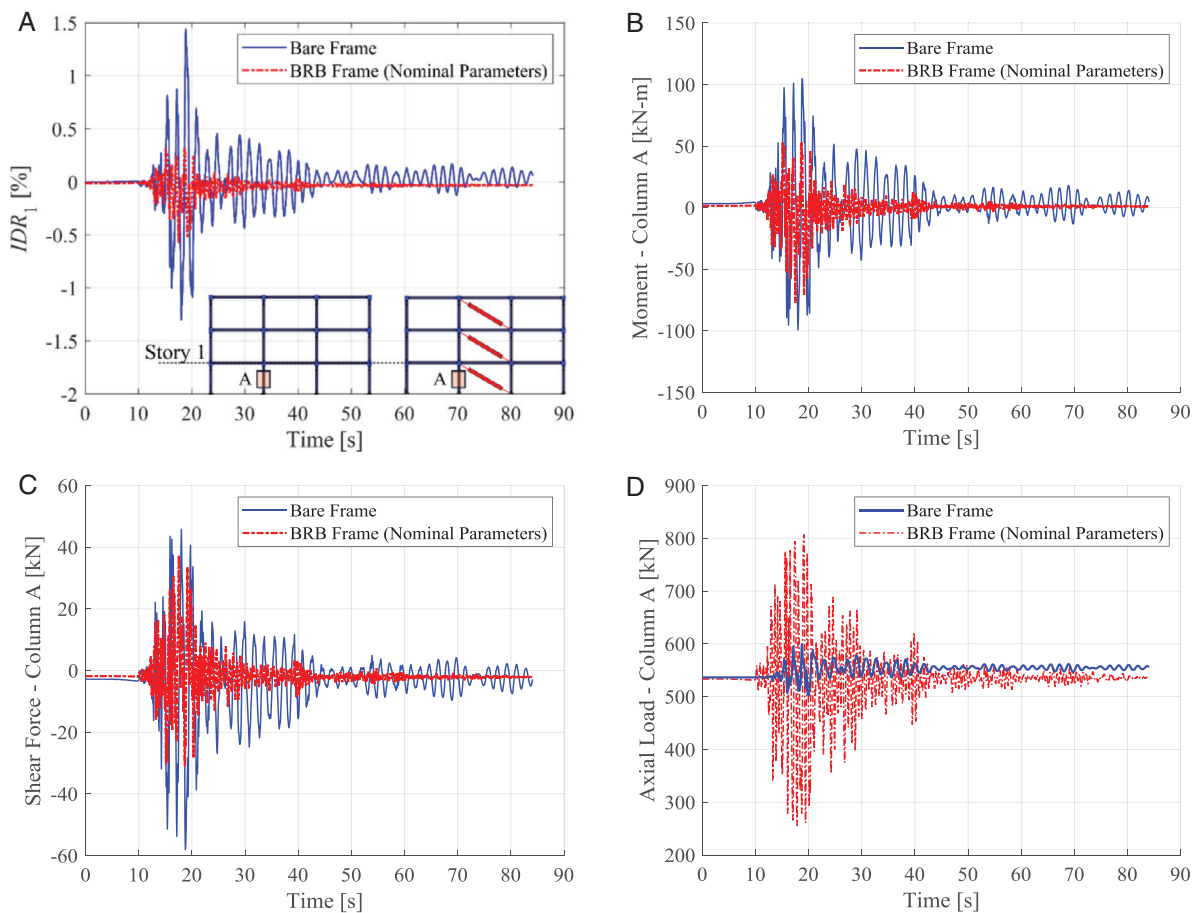 A
1.5
1
0.5
0
-0.5
-1
-1.5
-2
IDR1 [%]
Bare Frame
BRB Frame (Nominal Parameters)
Story 1
A
A
0 10 20 30 40 50 60 70 80 90
Time [s]
B
150
100
50
0
-50
-100
-150
Moment - Column A [kN-m]
Bare Frame
BRB Frame (Nominal Parameters)
0 10 20 30 40 50 60 70 80 90
Time [s]
C
60
40
20
0
-20
-40
-60
Shear Force - Column A [kN]
Bare Frame
BRB Frame (Nominal Parameters)
0 10 20 30 40 50 60 70 80 90
Time [s]
D
900
800
700
600
500
400
300
200
Axial Load - Column A [kN]
Bare Frame
BRB Frame (Nominal Parameters)
0 10 20 30 40 50 60 70 80 90
Time [s]